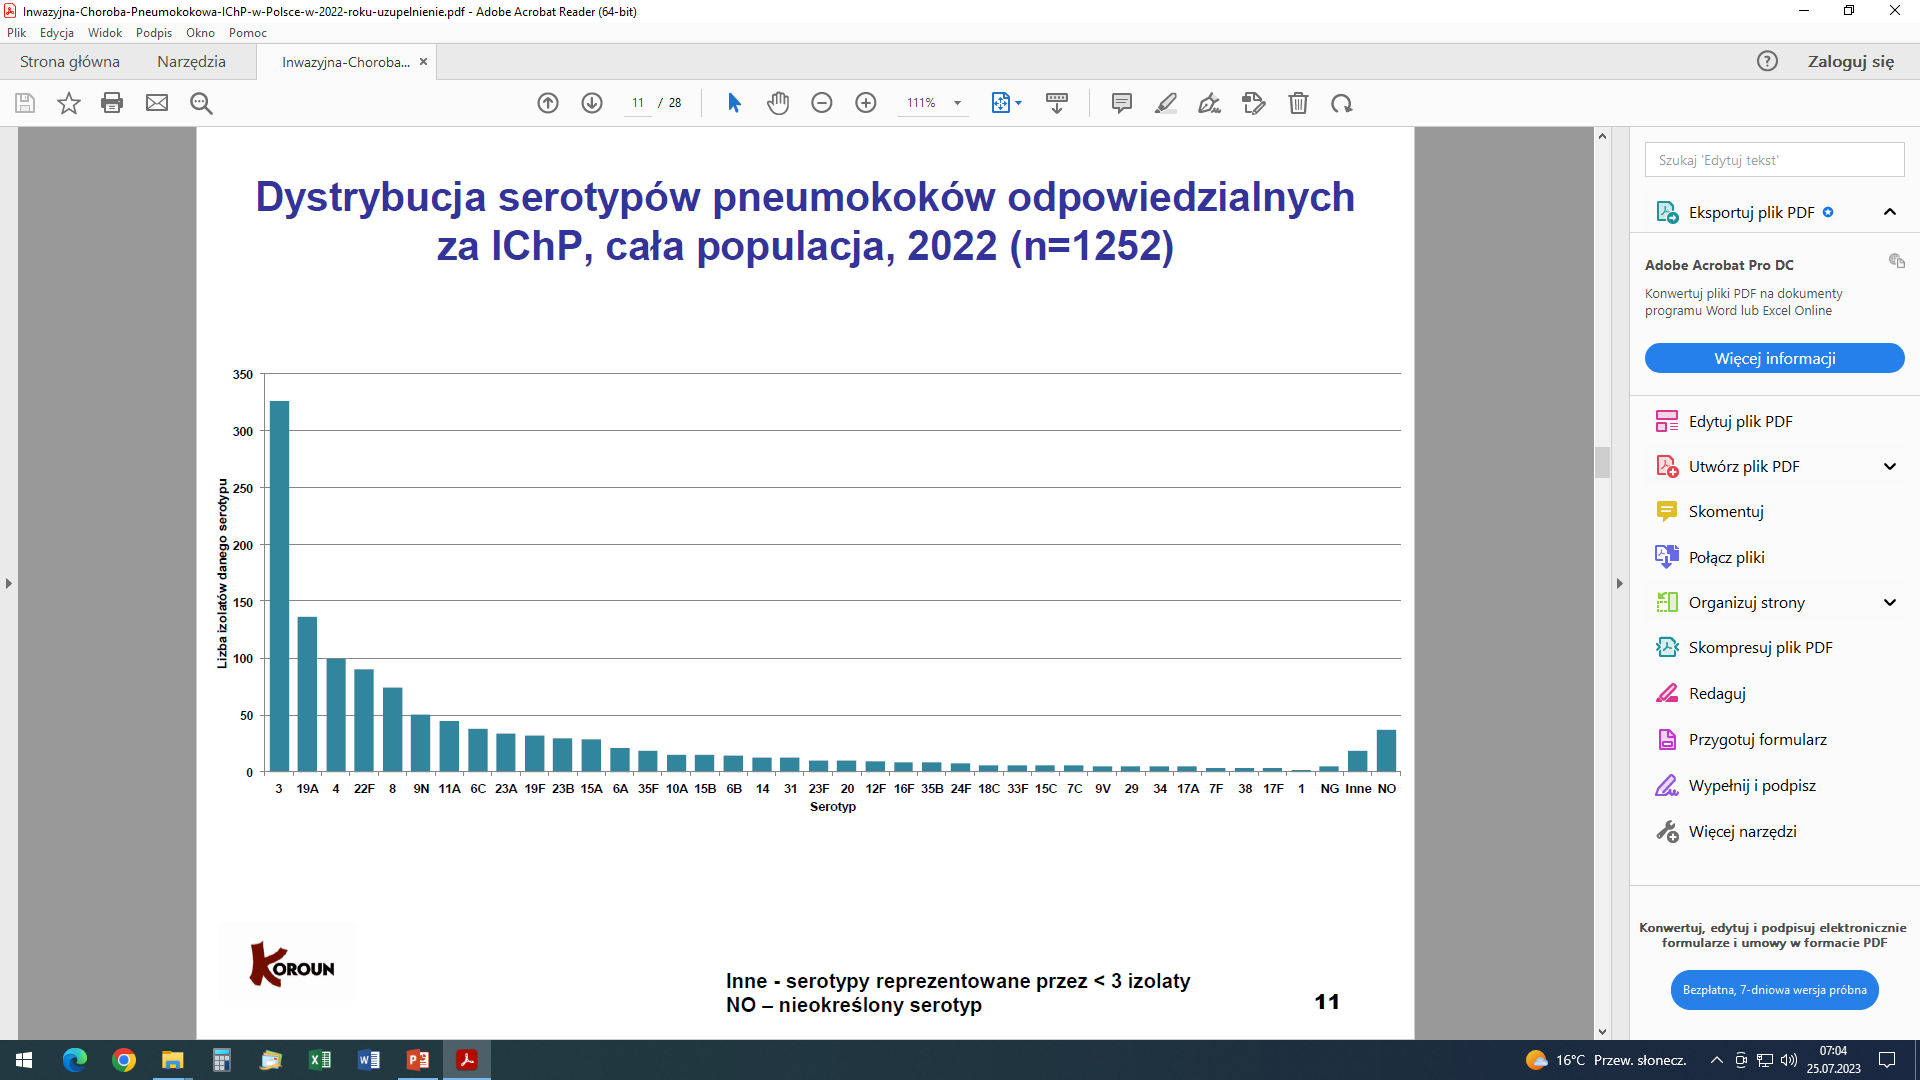 Inwazyjna-Choroba-Pneumokokowa-IChP-w-Polsce-w-2022-roku-uzupelnienie.pdf - Adobe Acrobat Reader (64-bit)
Plik Edycja Widok Podpis Okno Pomoc
Strona główna Narzędzia Inwazyjna-Choroba... × Zaloguj się
11 / 28 111%
Dystrybucja serotypów pneumokoków odpowiedzialnych
za IChP, cała populacja, 2022 (n=1252)
Lizba izolatów danego serotypu
350
300
250
200
150
100
50
0
3 19A 4 22F 8 9N 11A 6C 23A 19F 23B 15A 6A 35F 10A 15B 6B 14 31 23F 20 12F 16F 35B 24F 18C 33F 15C 7C 9V 29 34 17A 7F 38 17F 1 NG Inne NO
Serotyp
KOROUN
Inne - serotypy reprezentowane przez < 3 izolaty
NO – nieokreślony serotyp
11
Szukaj 'Edytuj tekst'
Eksportuj plik PDF
Adobe Acrobat Pro DC
Konwertuj pliki PDF na dokumenty
programu Word lub Excel Online
Więcej informacji
Edytuj plik PDF
Utwórz plik PDF
Skomentuj
Połącz pliki
Organizuj strony
Skompresuj plik PDF
Redaguj
Przygotuj formularz
Wypełnij i podpisz
Więcej narzędzi
Konwertuj, edytuj i podpisuj elektronicznie
formularze i umowy w formacie PDF
Bezpłatna, 7-dniowa wersja próbna
16°C Przew. słonecz.
07:04
25.07.2023